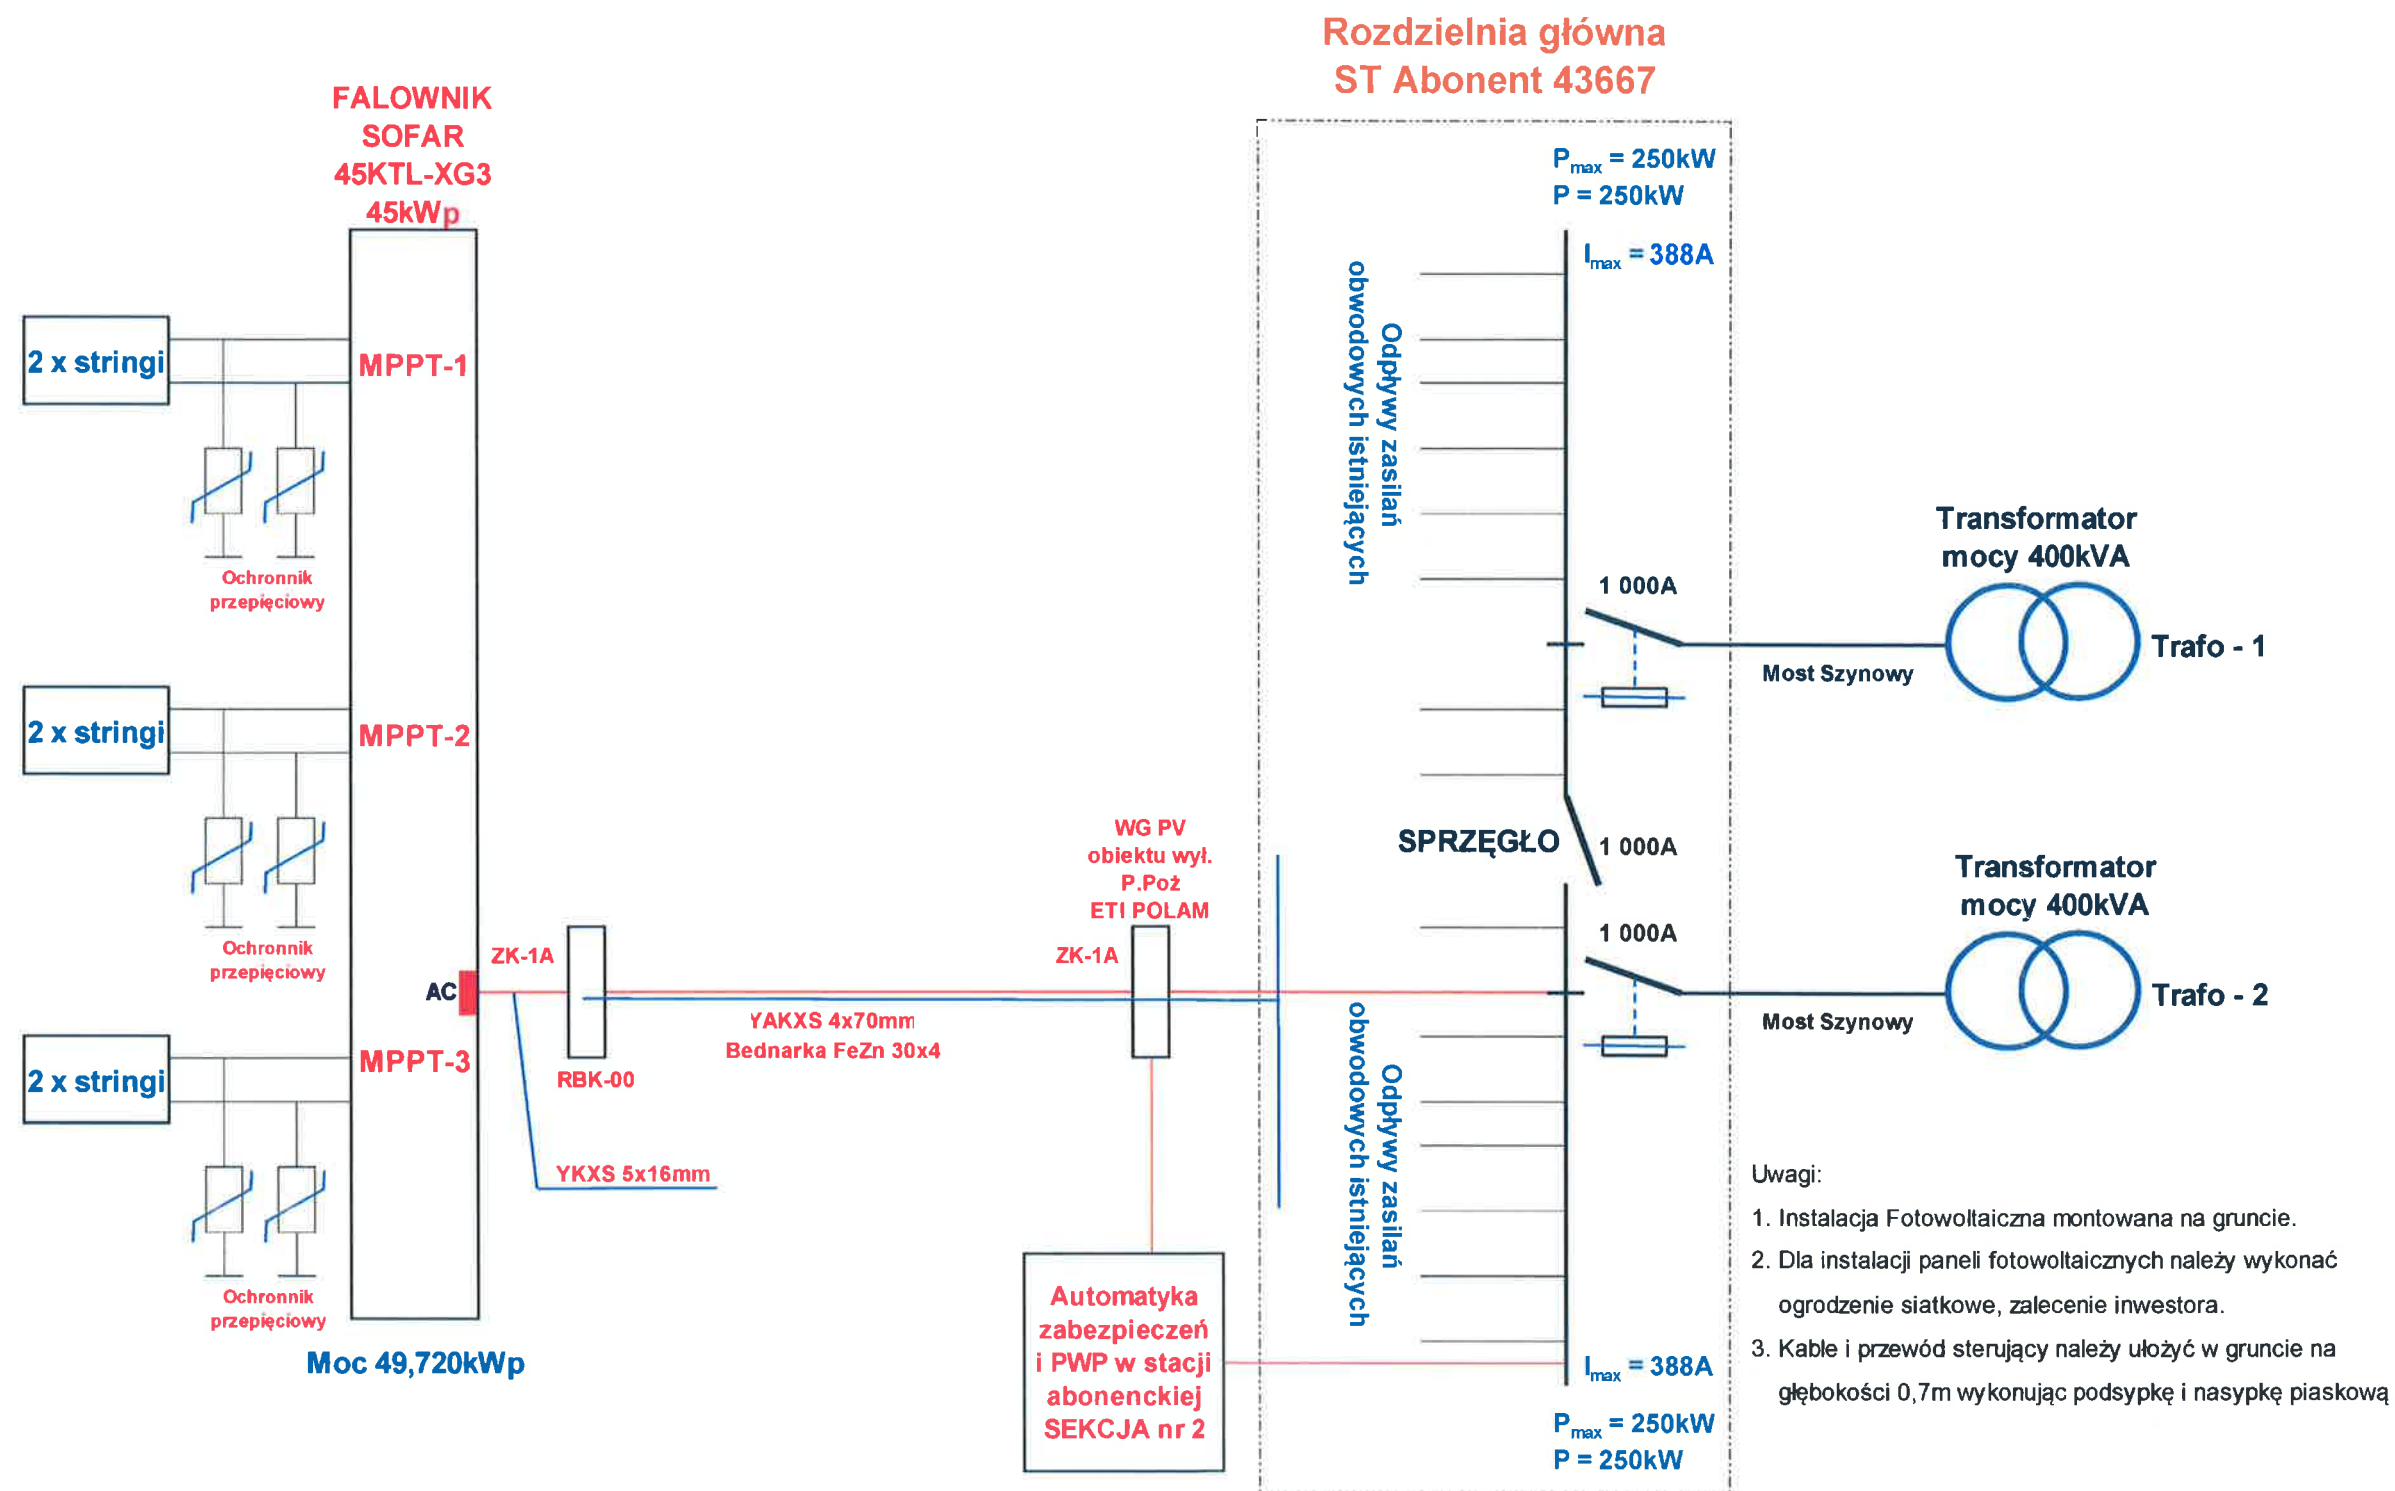 Rozdzielnia główna
ST Abonent 43667
FALOWNIK
SOFAR
45KTL-XG3
45kWp
Pmax = 250kW
P = 250kW
Imax = 388A
2 x stringi
MPPT-1
Ochronnik
przepięciowy
Odpływy zasilań
obwodowych istniejących
1 000A
Transformator
mocy 400kVA
Trafo - 1
Most Szynowy
2 x stringi
MPPT-2
Ochronnik
przepięciowy
SPRZĘGŁO
1 000A
WG PV
obiektu wył.
P.Poż
ETI POLAM
ZK-1A
ZK-1A
AC
RBK-00
YAKXS 4x70mm
Bednarka FeZn 30x4
YKXS 5x16mm
1 000A
Transformator
mocy 400kVA
Trafo - 2
Most Szynowy
2 x stringi
MPPT-3
Ochronnik
przepięciowy
Moc 49,720kWp
Odpływy zasilań
obwodowych istniejących
Automatyka
zabezpieczeń
i PWP w stacji
abonenckiej
SEKCJA nr 2
Imax = 388A
Pmax = 250kW
P = 250kW
Uwagi:
1. Instalacja Fotowoltaiczna montowana na gruncie.
2. Dla instalacji paneli fotowoltaicznych należy wykonać
ogrodzenie siatkowe, zalecenie inwestora.
3. Kable i przewód sterujący należy ułożyć w gruncie na
głębokości 0,7m wykonując podsypkę i nasypkę piaskową